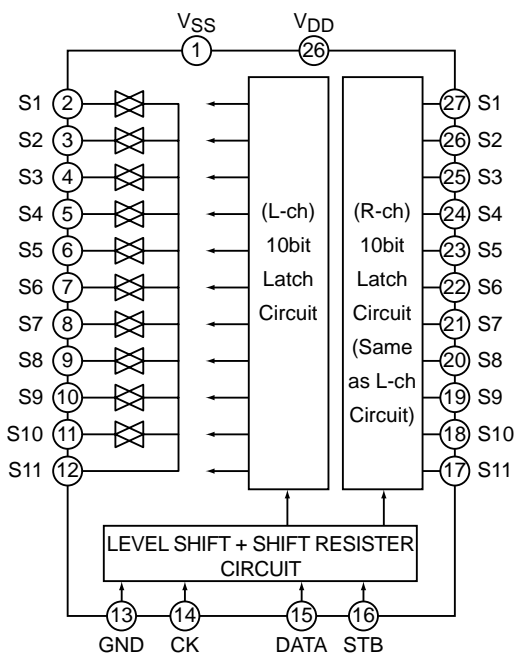 VSS VDD
1 26
S1 2 27 S1
S2 3 26 S2
S3 4 25 S3
S4 5 24 S4
S5 6 23 S5
S6 7 22 S6
S7 8 21 S7
S8 9 20 S8
S9 10 19 S9
S10 11 18 S10
S11 12 17 S11
(L-ch)
10bit
Latch
Circuit
(R-ch)
10bit
Latch
Circuit
(Same
as L-ch
Circuit)
LEVEL SHIFT + SHIFT RESISTER
CIRCUIT
13 14 15 16
GND CK DATA STB